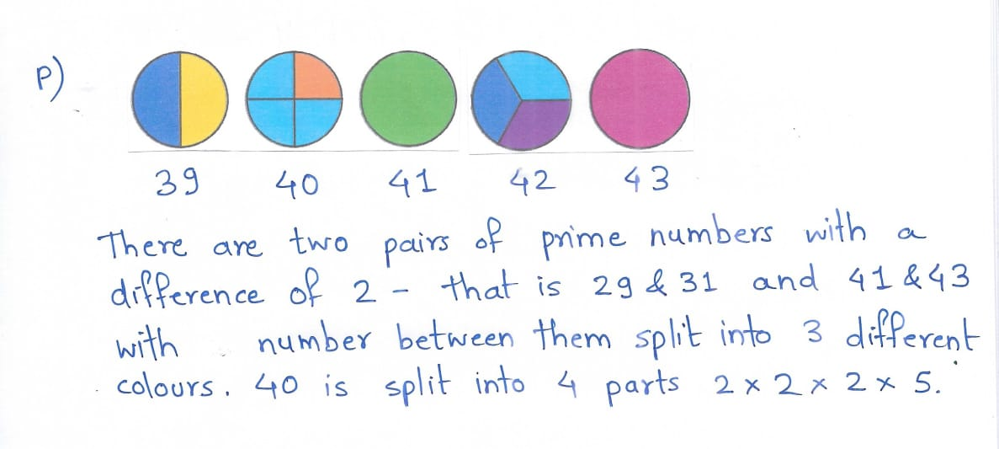 P)
39 40 41 42 43
There are two pairs of prime numbers with a
difference of 2 - that is 29 & 31 and 41 & 43
with number between them split into 3 different
colours. 40 is split into 4 parts 2 x 2 x 2 x 5.